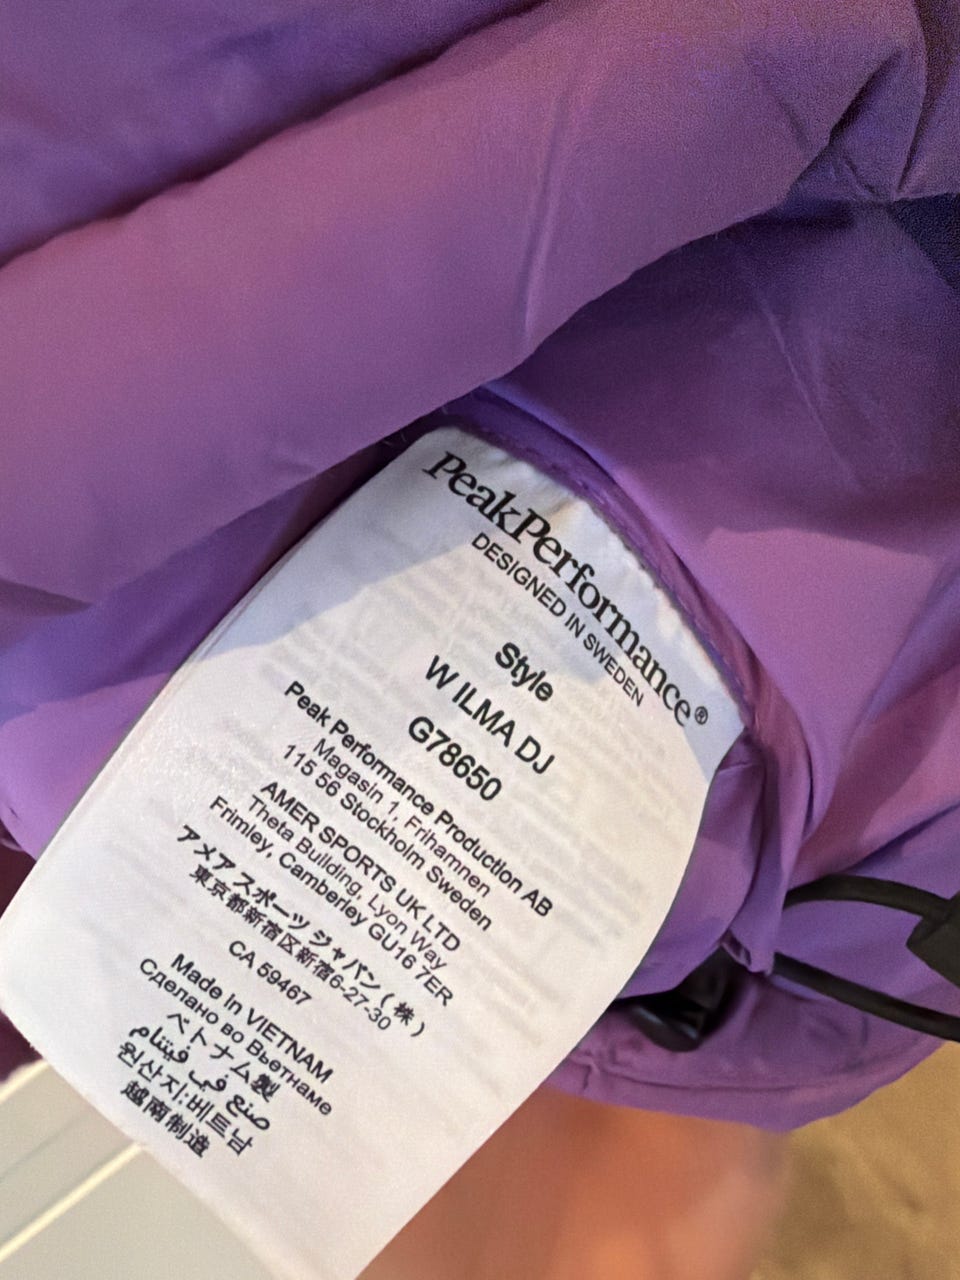 PeakPerformance®
DESIGNED IN SWEDEN
Style
W ILMA DJ
G78650
Peak Performance Production AB
Magasin 1, Frihamnen
115 56 Stockholm Sweden
AMER SPORTS UK LTD
Theta Building, Lyon Way
Frimley, Camberley GU16 7ER
アメアスポーツ ジャパン(株)
東京都新宿区新宿6-27-30
CA 59467
Made in VIETNAM
Сделано во Вьетнаме
ベトナム製
صنع في فيتنام
원산지:베트남
越南制造